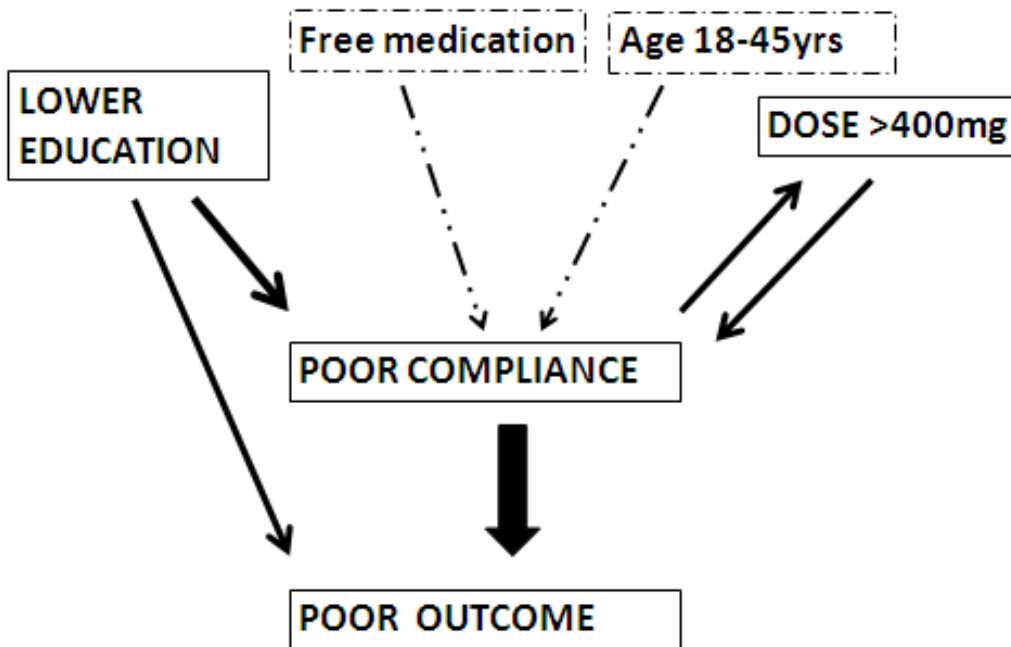 Free medication
Age 18-45yrs
LOWER
EDUCATION
DOSE >400mg
POOR COMPLIANCE
POOR OUTCOME